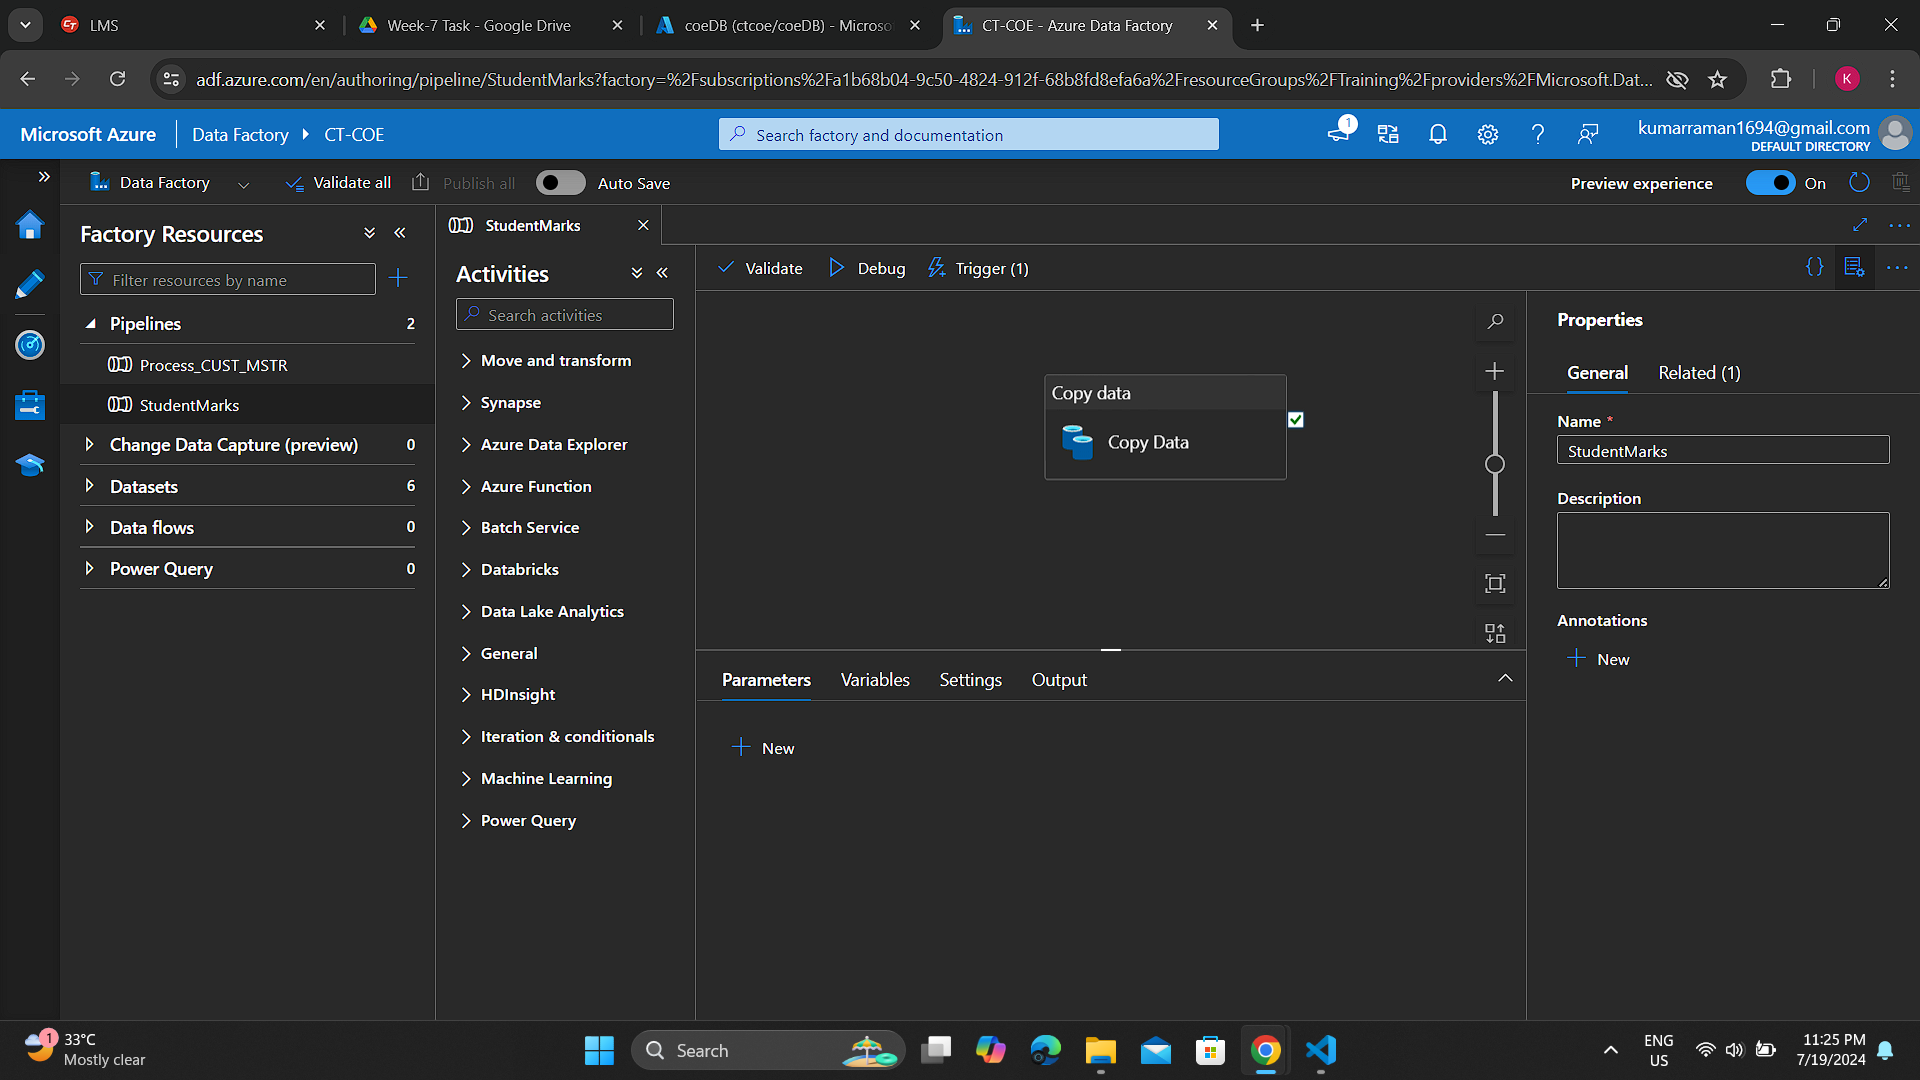 LMS
Week-7 Task - Google Drive
coeDB (ctcoe/coeDB) - Microso
CT-COE - Azure Data Factory
adf.azure.com/en/authoring/pipeline/StudentMarks?factory=%2Fsubscriptions%2Fa1b68b04-9c50-4824-912f-68b8fd8efa6a%2FresourceGroups%2FTraining%2Fproviders%2FMicrosoft.Dat...
K
Microsoft Azure
Data Factory
CT-COE
Search factory and documentation
1
kumarraman1694@gmail.com
DEFAULT DIRECTORY
Data Factory
Validate all
Publish all
Auto Save
Preview experience
On
Factory Resources
Filter resources by name
Pipelines 2
Process_CUST_MSTR
StudentMarks
Change Data Capture (preview) 0
Datasets 6
Data flows 0
Power Query 0
StudentMarks
Activities
Search activities
Move and transform
Synapse
Azure Data Explorer
Azure Function
Batch Service
Databricks
Data Lake Analytics
General
HDInsight
Iteration & conditionals
Machine Learning
Power Query
Validate
Debug
Trigger (1)
Copy data
Copy Data
Parameters
Variables
Settings
Output
New
Properties
General
Related (1)
Name *
StudentMarks
Description
Annotations
New
1
33°C
Mostly clear
Search
ENG
US
11:25 PM
7/19/2024